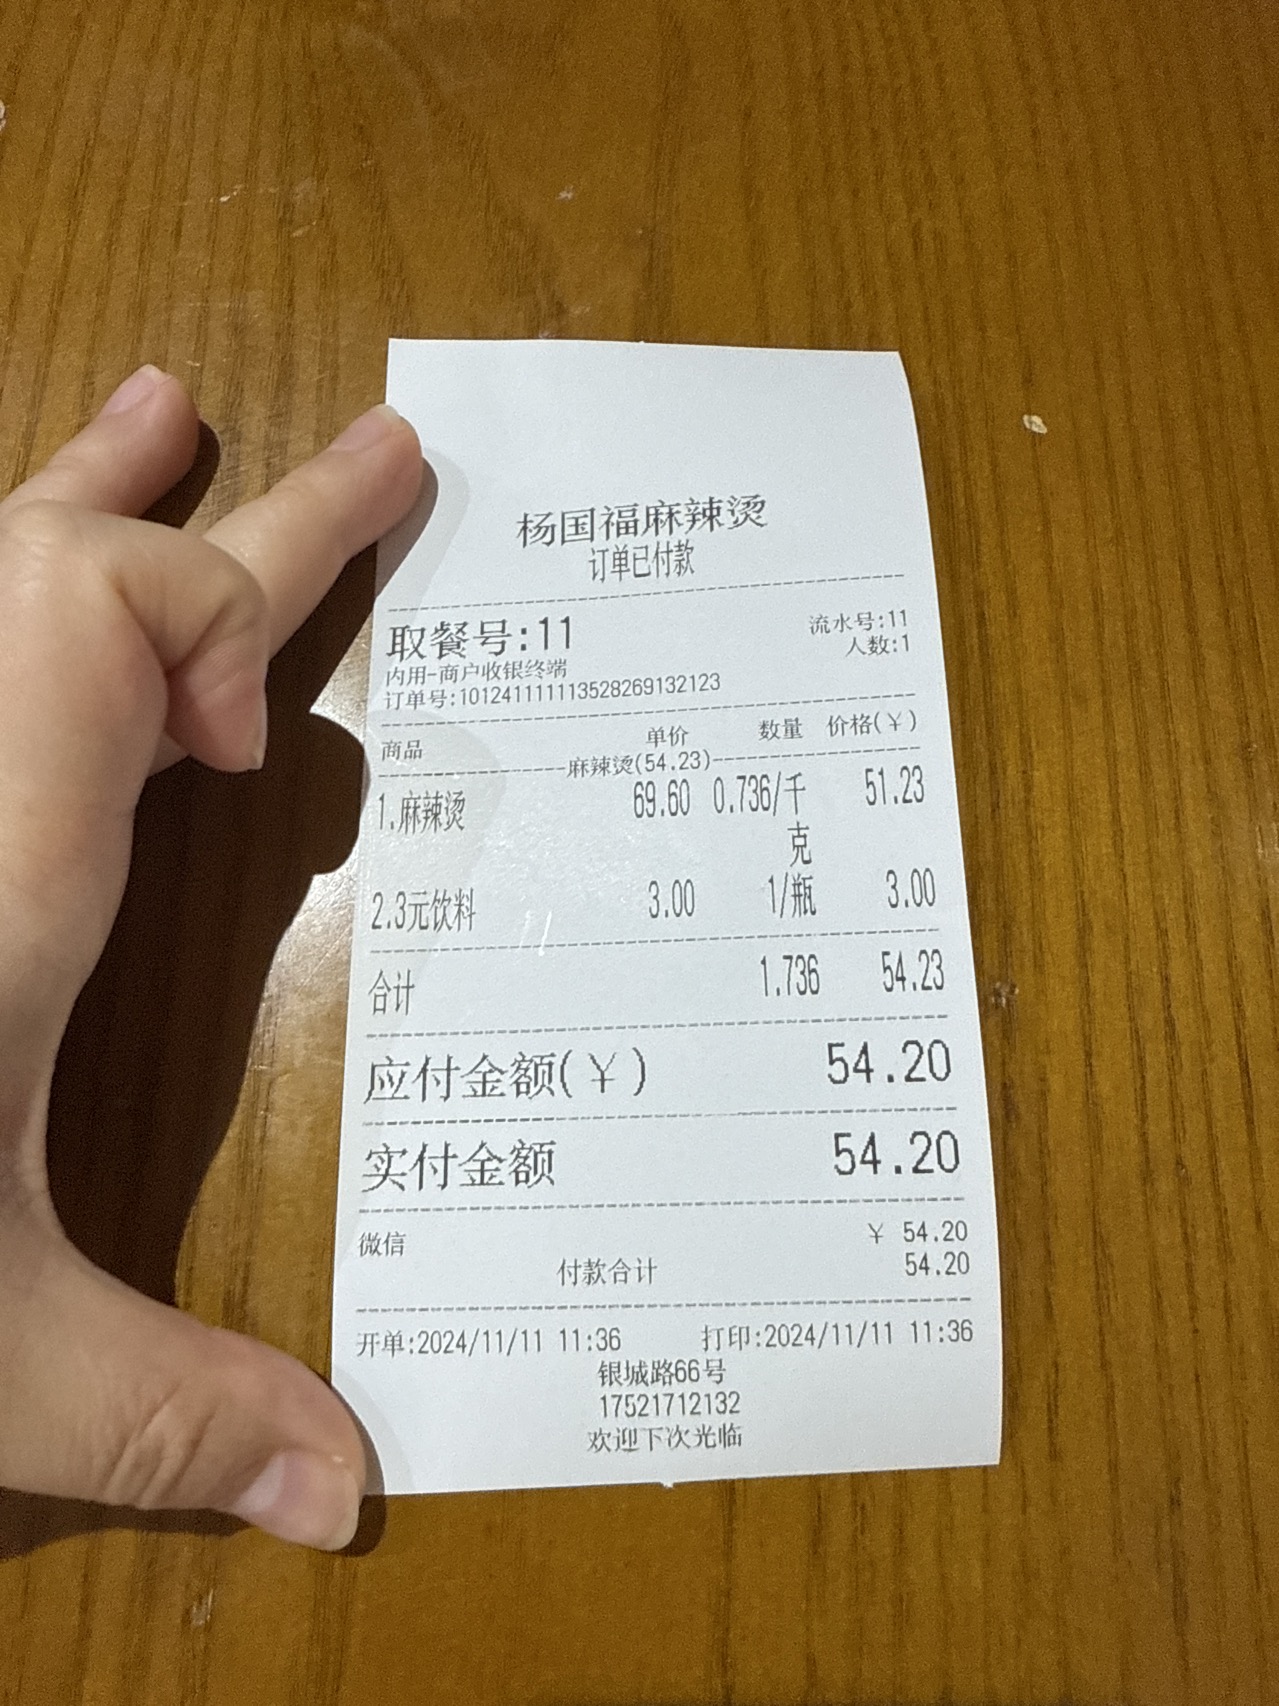 杨国福麻辣烫
订单已付款
取餐号:11 流水号:11
人数:1
内用-商户收银终端
订单号:1012411111113528269132123
商品 单价 数量 价格(¥)
麻辣烫(54.23)
1.麻辣烫 69.60 0.736/千克 51.23
2.3元饮料 3.00 1/瓶 3.00
合计 1.736 54.23
应付金额(¥) 54.20
实付金额 54.20
微信 ¥ 54.20
付款合计 54.20
开单:2024/11/11 11:36 打印:2024/11/11 11:36
银城路66号
17521712132
欢迎下次光临